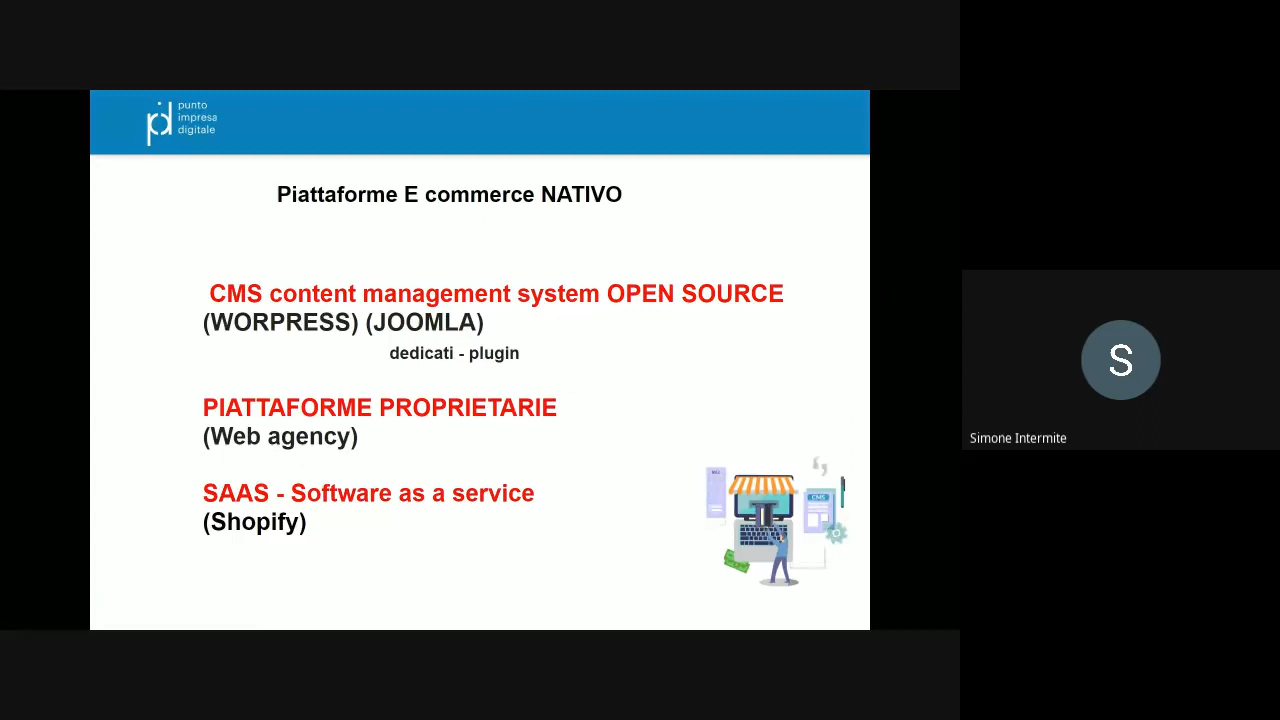 punto
impresa
digitale
Piattaforme E commerce NATIVO
CMS content management system OPEN SOURCE
(WORPRESS) (JOOMLA)
dedicati - plugin
PIATTAFORME PROPRIETARIE
(Web agency)
SAAS - Software as a service
(Shopify)
CMS
S
Simone Intermite